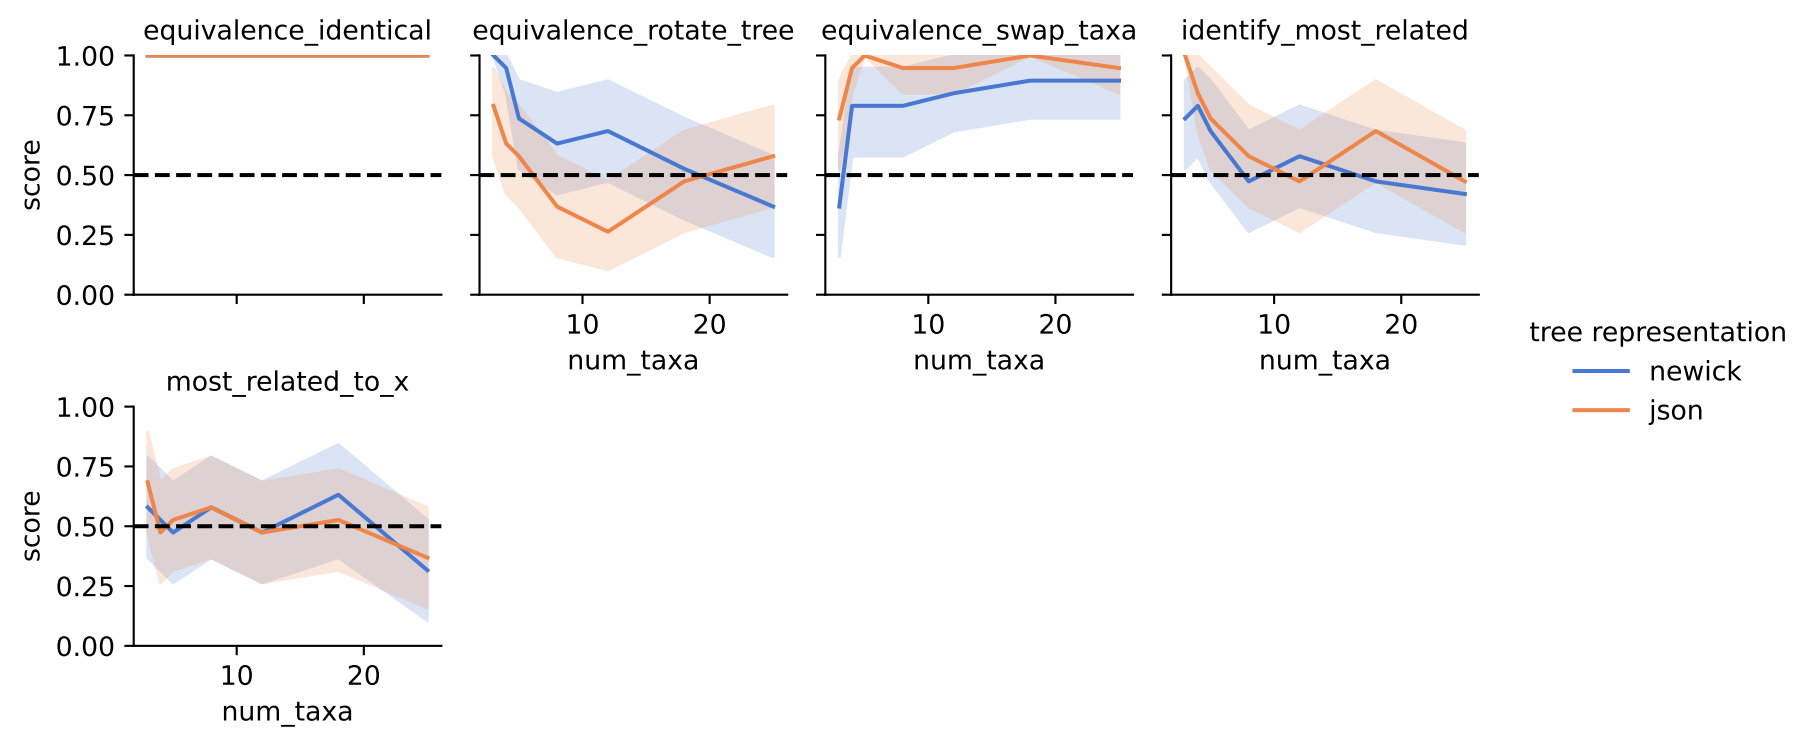 equivalence_identical
equivalence_rotate_tree
equivalence_swap_taxa
identify_most_related
1.00
0.75
0.50
0.25
0.00
score
10
20
num_taxa
10
20
num_taxa
10
20
num_taxa
tree representation
newick
json
most_related_to_x
1.00
0.75
0.50
0.25
0.00
score
10
20
num_taxa